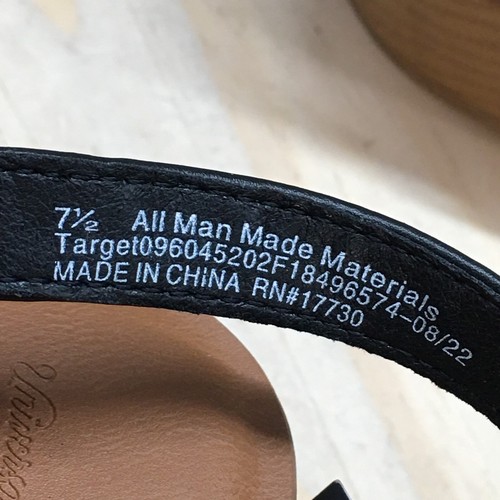 7½ All Man Made Materials
Target096045202F18496574-08/22
MADE IN CHINA RN#17730